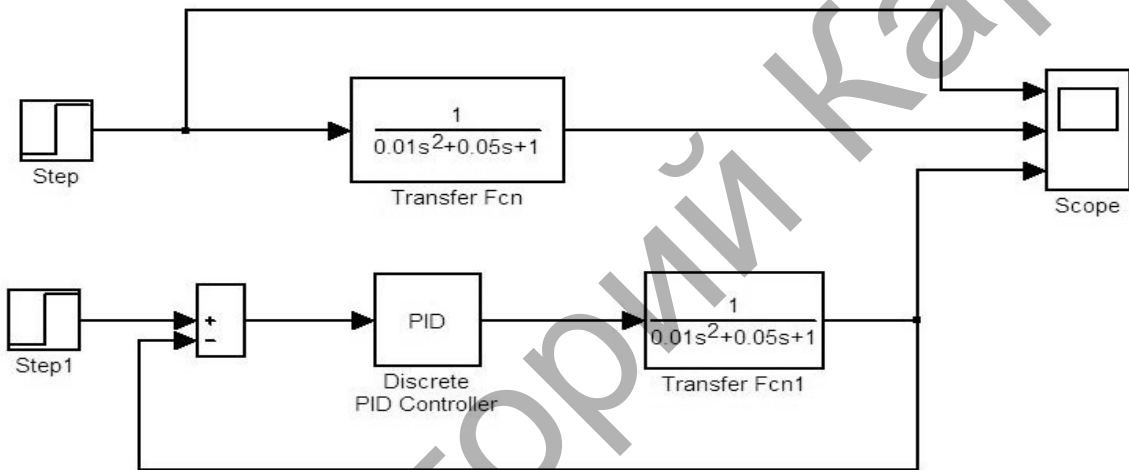 1
0.01s²+0.05s+1
Step
Transfer Fcn
Scope
+
−
PID
1
0.01s²+0.05s+1
Step1
Discrete
PID Controller
Transfer Fcn1